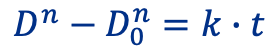 Dⁿ − D₀ⁿ = k · t